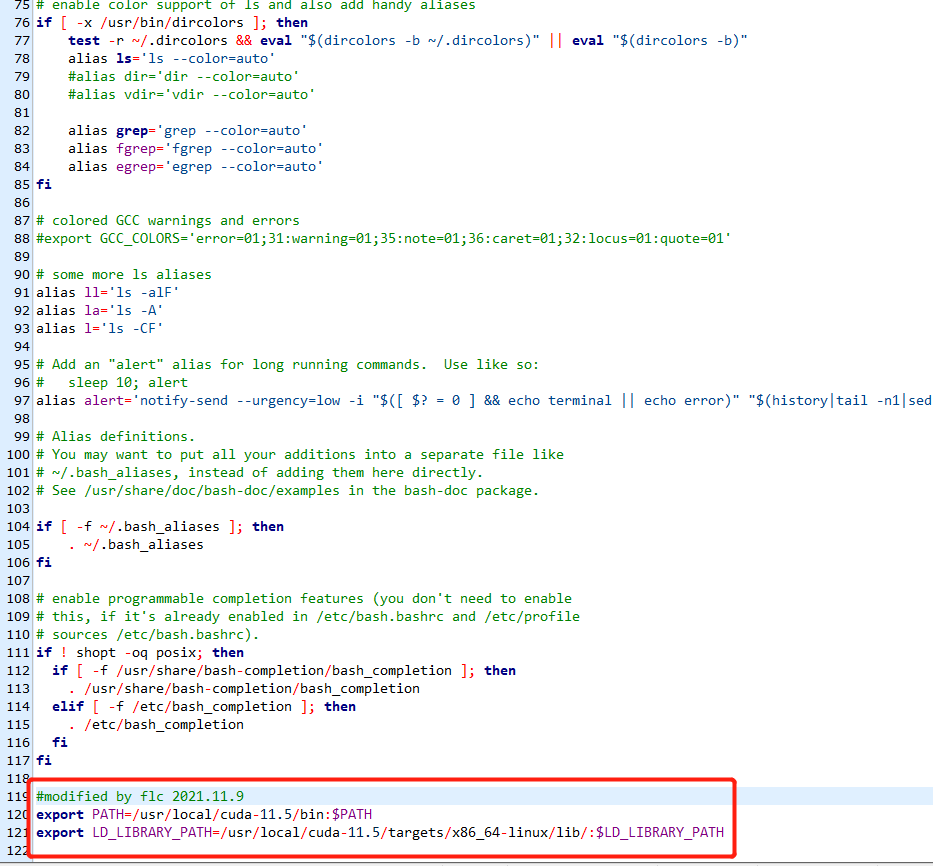 75 # enable color support of ls and also add handy aliases
76 if [ -x /usr/bin/dircolors ]; then
77     test -r ~/.dircolors && eval "$(dircolors -b ~/.dircolors)" || eval "$(dircolors -b)"
78     alias ls='ls --color=auto'
79     #alias dir='dir --color=auto'
80     #alias vdir='vdir --color=auto'
81
82     alias grep='grep --color=auto'
83     alias fgrep='fgrep --color=auto'
84     alias egrep='egrep --color=auto'
85 fi
86
87 # colored GCC warnings and errors
88 #export GCC_COLORS='error=01;31:warning=01;35:note=01;36:caret=01;32:locus=01:quote=01'
89
90 # some more ls aliases
91 alias ll='ls -alF'
92 alias la='ls -A'
93 alias l='ls -CF'
94
95 # Add an "alert" alias for long running commands.  Use like so:
96 #   sleep 10; alert
97 alias alert='notify-send --urgency=low -i "$([ $? = 0 ] && echo terminal || echo error)" "$(history|tail -n1|sed
98
99 # Alias definitions.
100 # You may want to put all your additions into a separate file like
101 # ~/.bash_aliases, instead of adding them here directly.
102 # See /usr/share/doc/bash-doc/examples in the bash-doc package.
103
104 if [ -f ~/.bash_aliases ]; then
105     . ~/.bash_aliases
106 fi
107
108 # enable programmable completion features (you don't need to enable
109 # this, if it's already enabled in /etc/bash.bashrc and /etc/profile
110 # sources /etc/bash.bashrc).
111 if ! shopt -oq posix; then
112   if [ -f /usr/share/bash-completion/bash_completion ]; then
113     . /usr/share/bash-completion/bash_completion
114   elif [ -f /etc/bash_completion ]; then
115     . /etc/bash_completion
116   fi
117 fi
118
119 #modified by flc 2021.11.9
120 export PATH=/usr/local/cuda-11.5/bin:$PATH
121 export LD_LIBRARY_PATH=/usr/local/cuda-11.5/targets/x86_64-linux/lib/:$LD_LIBRARY_PATH
122